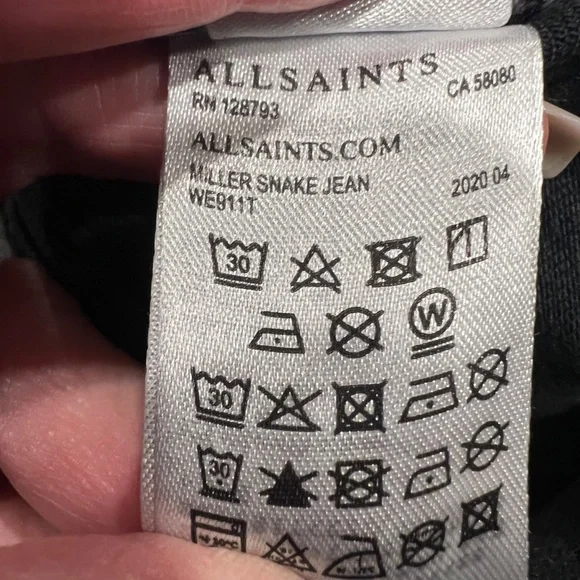 ALLSAINTS
RN 128793 CA 58080
ALLSAINTS.COM
MILLER SNAKE JEAN 2020 04
WE911T
30
W
30
30